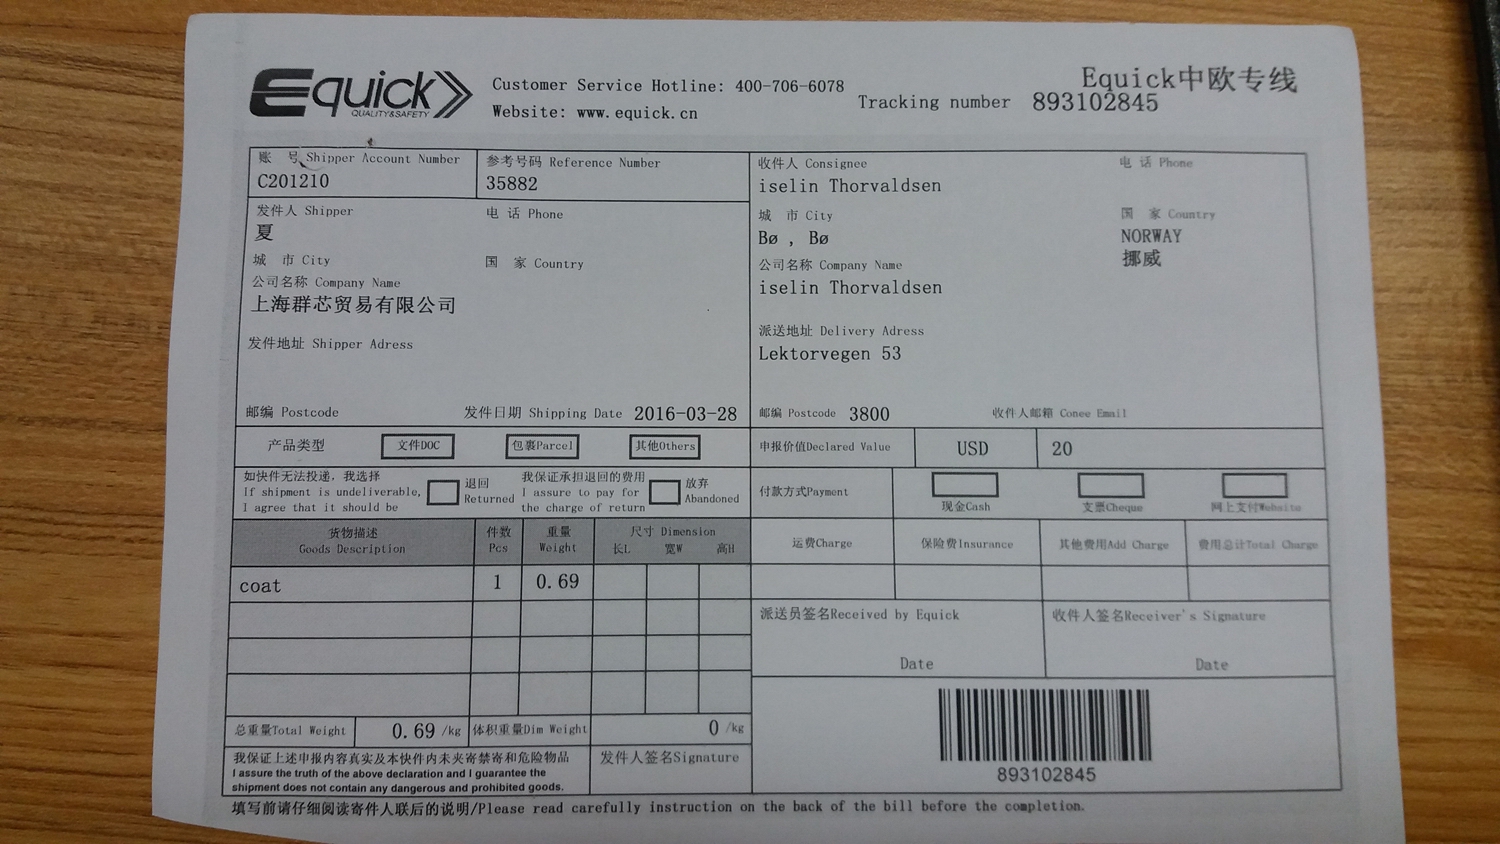 Equick
QUALITY&SAFETY
Customer Service Hotline: 400-706-6078
Website: www.equick.cn
Equick中欧专线
Tracking number 893102845
账 号 Shipper Account Number
C201210
参考号码 Reference Number
35882
发件人 Shipper
夏
电 话 Phone
城 市 City
国 家 Country
公司名称 Company Name
上海群芯贸易有限公司
发件地址 Shipper Adress
邮编 Postcode
发件日期 Shipping Date 2016-03-28
收件人 Consignee
iselin Thorvaldsen
电 话 Phone
城 市 City
Bø , Bø
国 家 Country
NORWAY
挪威
公司名称 Company Name
iselin Thorvaldsen
派送地址 Delivery Adress
Lektorvegen 53
邮编 Postcode 3800
收件人邮箱 Conee Email
产品类型 文件DOC 包裹Parcel 其他Others
申报价值Declared Value USD 20
如快件无法投递，我选择
If shipment is undeliverable,
I agree that it should be
退回
Returned
我保证承担退回的费用
I assure to pay for
the charge of return
放弃
Abandoned
付款方式Payment
现金Cash 支票Cheque 网上支付Website
货物描述
Goods Description
件数
Pcs
重量
Weight
尺寸 Dimension
长L 宽W 高H
运费Charge 保险费Insurance 其他费用Add Charge 费用总计Total Charge
coat 1 0.69
派送员签名Received by Equick
Date
收件人签名Receiver's Signature
Date
总重量Total Weight 0.69 /kg 体积重量Dim Weight 0 /kg
我保证上述申报内容真实及本快件内未夹寄禁寄和危险物品
I assure the truth of the above declaration and I guarantee the
shipment does not contain any dangerous and prohibited goods.
发件人签名Signature
893102845
填写前请仔细阅读寄件人联后的说明/Please read carefully instruction on the back of the bill before the completion.